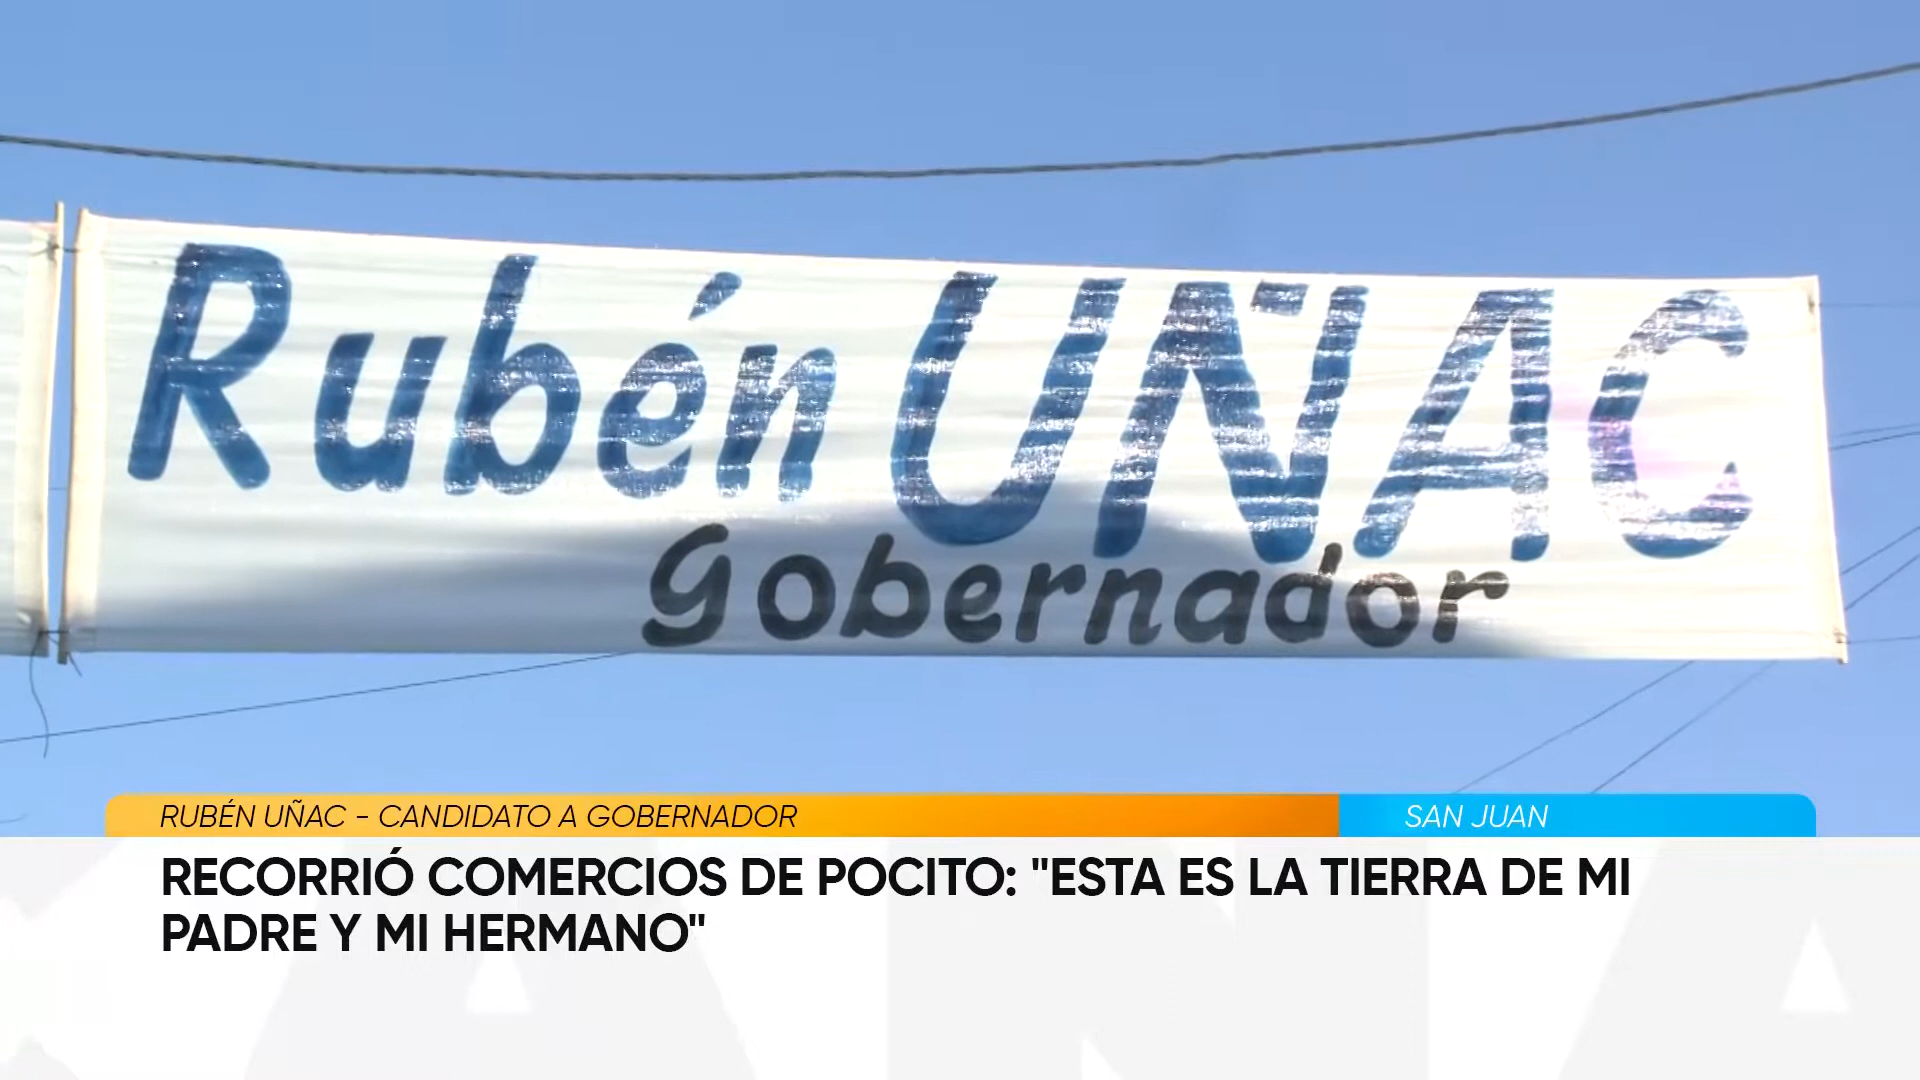 Rubén UÑAC
Gobernador
RUBÉN UÑAC - CANDIDATO A GOBERNADOR
SAN JUAN
RECORRIÓ COMERCIOS DE POCITO: "ESTA ES LA TIERRA DE MI
PADRE Y MI HERMANO"